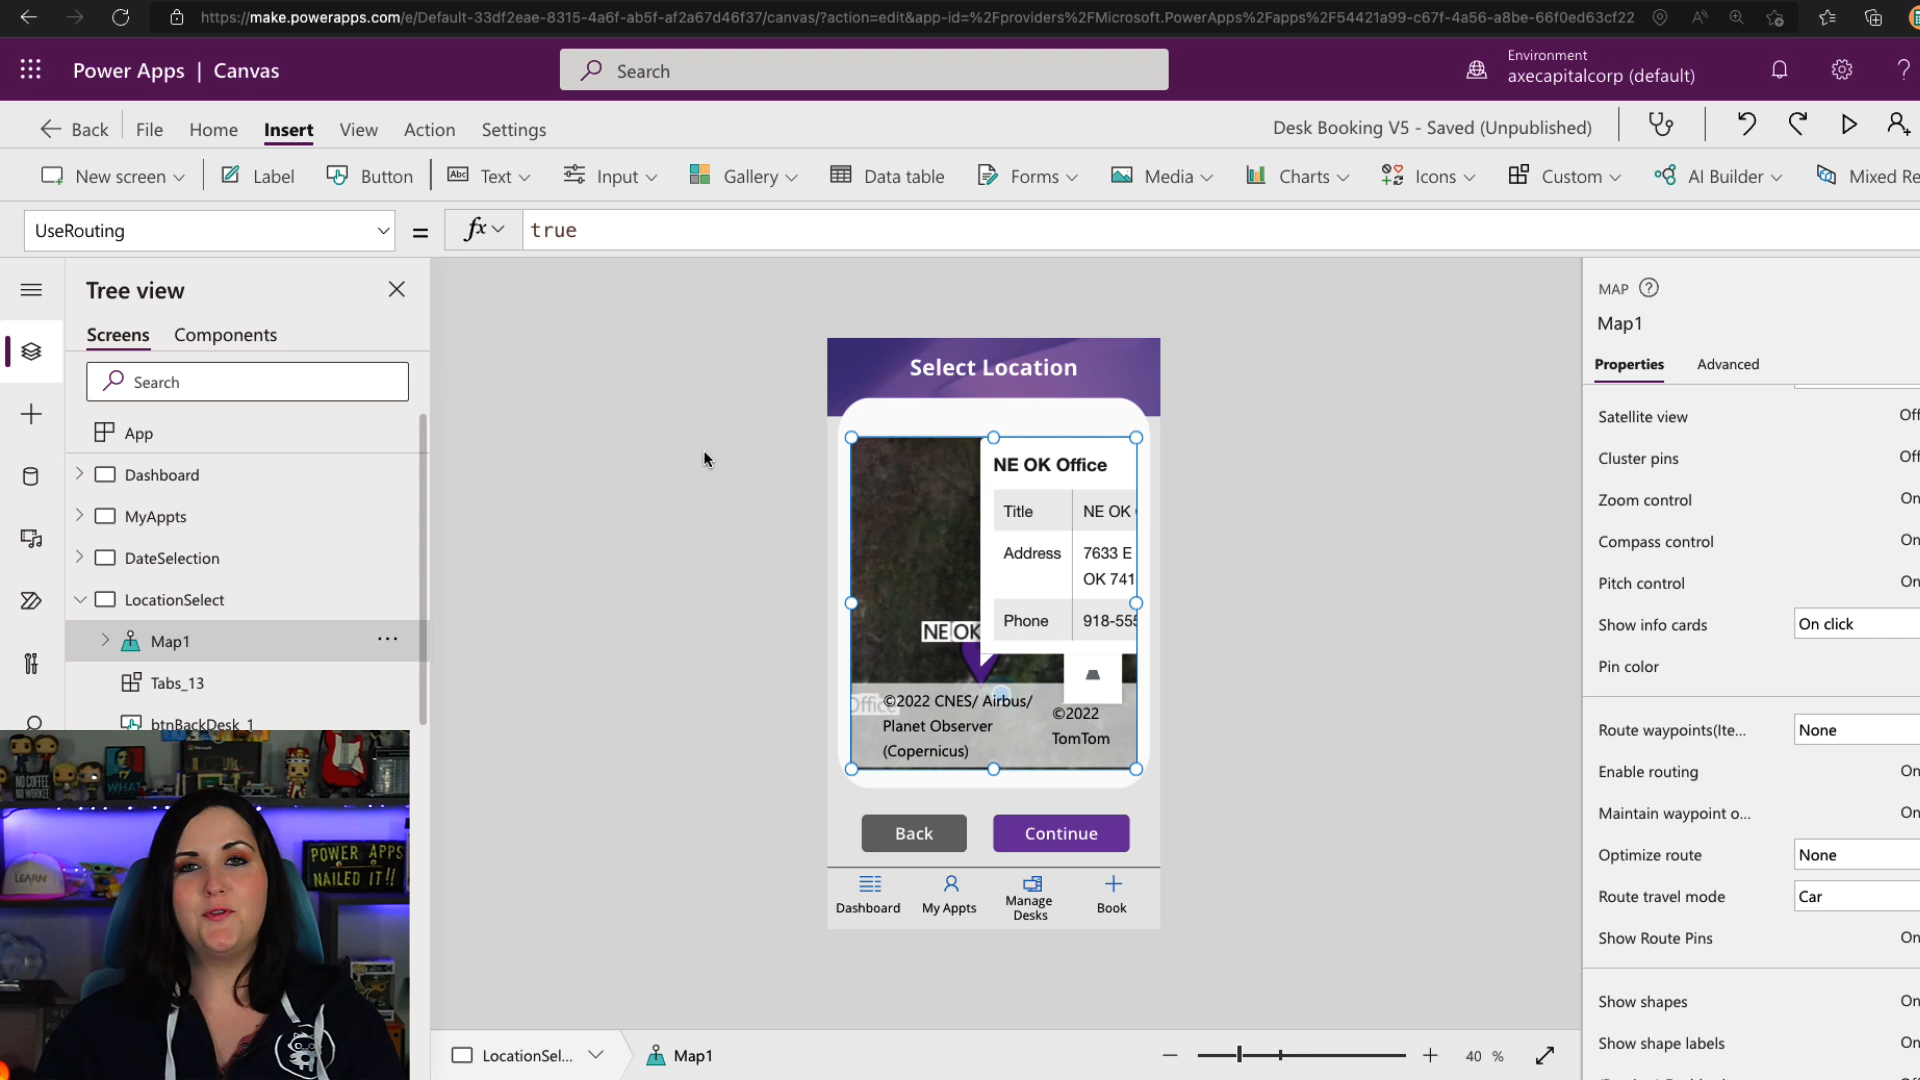 https://make.powerapps.com/e/Default-33df2eae-8315-4a6f-ab5f-af2a67d46f37/canvas/?action=edit&app-id=%2Fproviders%2FMicrosoft.PowerApps%2Fapps%2F54421a99-c67f-4a56-a8be-66f0ed63cf22
Power Apps | Canvas
Search
Environment
axecapitalcorp (default)
Back
File
Home
Insert
View
Action
Settings
Desk Booking V5 - Saved (Unpublished)
New screen
Label
Button
Text
Input
Gallery
Data table
Forms
Media
Charts
Icons
Custom
AI Builder
Mixed Re
UseRouting
=
fx
true
Tree view
Screens
Components
Search
App
Dashboard
MyAppts
DateSelection
LocationSelect
Map1
Tabs_13
btnBackDesk_1
Select Location
NE OK Office
Title
NE OK
Address
7633 E
OK 741
Phone
918-555
NE OK
Office
©2022 CNES/ Airbus/
Planet Observer
(Copernicus)
©2022
TomTom
Back
Continue
Dashboard
My Appts
Manage
Desks
Book
MAP
Map1
Properties
Advanced
Satellite view
Off
Cluster pins
Off
Zoom control
On
Compass control
On
Pitch control
On
Show info cards
On click
Pin color
Route waypoints(Ite...
None
Enable routing
On
Maintain waypoint o...
On
Optimize route
None
Route travel mode
Car
Show Route Pins
On
Show shapes
On
Show shape labels
On
LocationSel...
Map1
40 %
NO COFFEE
NO WORKEE
WHAT
LEARN
POWER APPS
NAILED IT!!